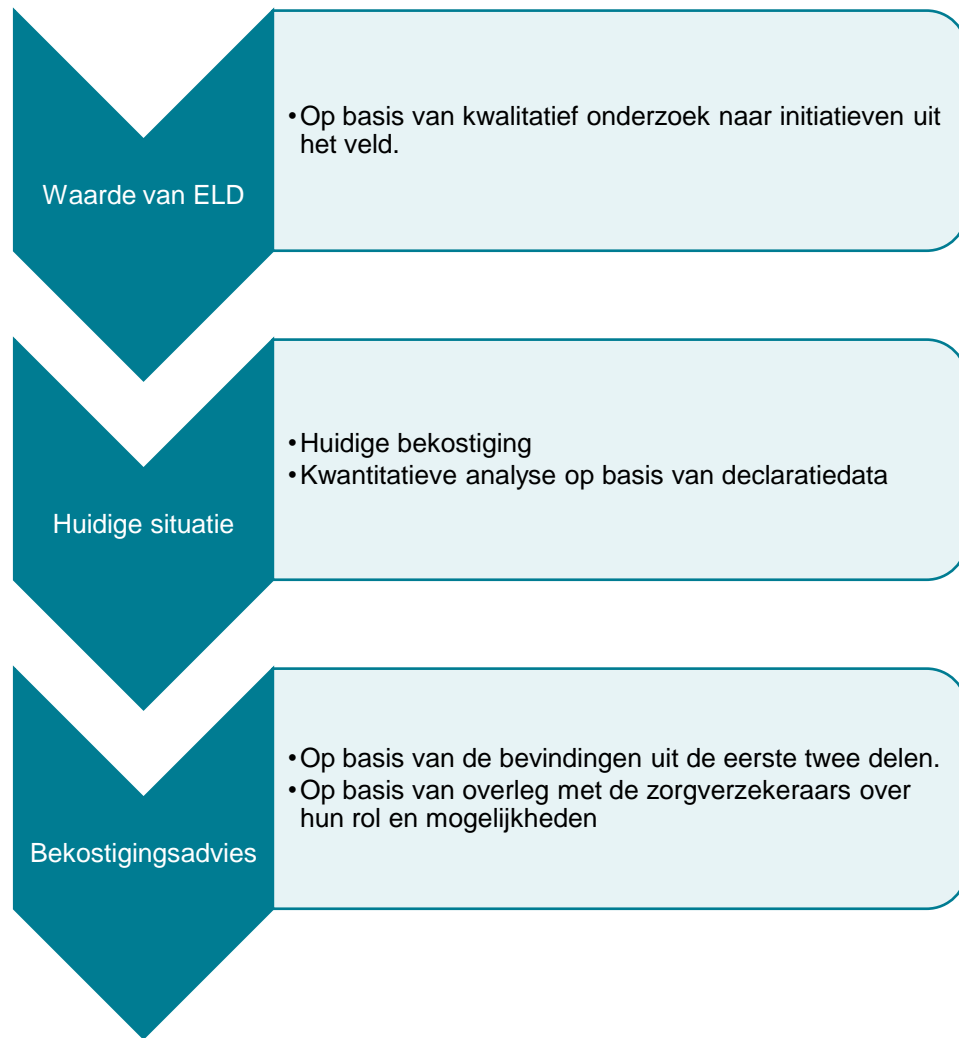 Waarde van ELD
•Op basis van kwalitatief onderzoek naar initiatieven uit
het veld.
Huidige situatie
•Huidige bekostiging
•Kwantitatieve analyse op basis van declaratiedata
Bekostigingsadvies
•Op basis van de bevindingen uit de eerste twee delen.
•Op basis van overleg met de zorgverzekeraars over
hun rol en mogelijkheden